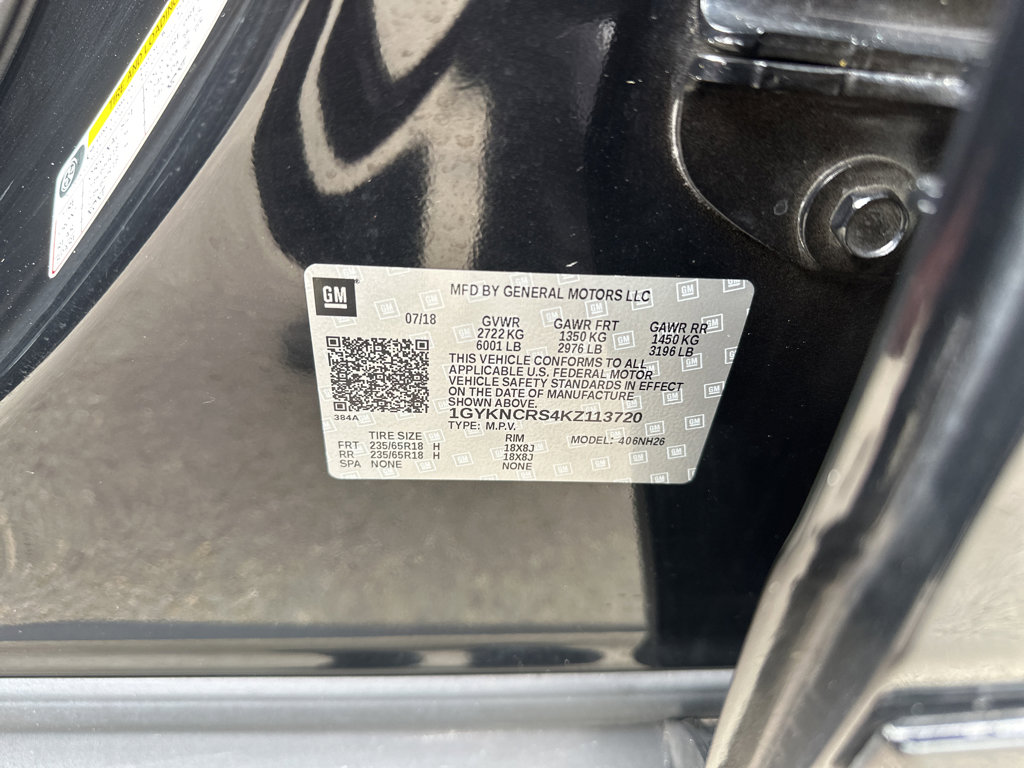 TIRE AND LOADING
GM
MFD BY GENERAL MOTORS LLC
07/18
GVWR GAWR FRT GAWR RR
2722 KG 1350 KG 1450 KG
6001 LB 2976 LB 3196 LB
THIS VEHICLE CONFORMS TO ALL
APPLICABLE U.S. FEDERAL MOTOR
VEHICLE SAFETY STANDARDS IN EFFECT
ON THE DATE OF MANUFACTURE
SHOWN ABOVE.
384A
1GYKNCRS4KZ113720
TYPE: M.P.V. MODEL: 406NH26
TIRE SIZE RIM
FRT 235/65R18 H 18X8J
RR 235/65R18 H 18X8J
SPA NONE NONE